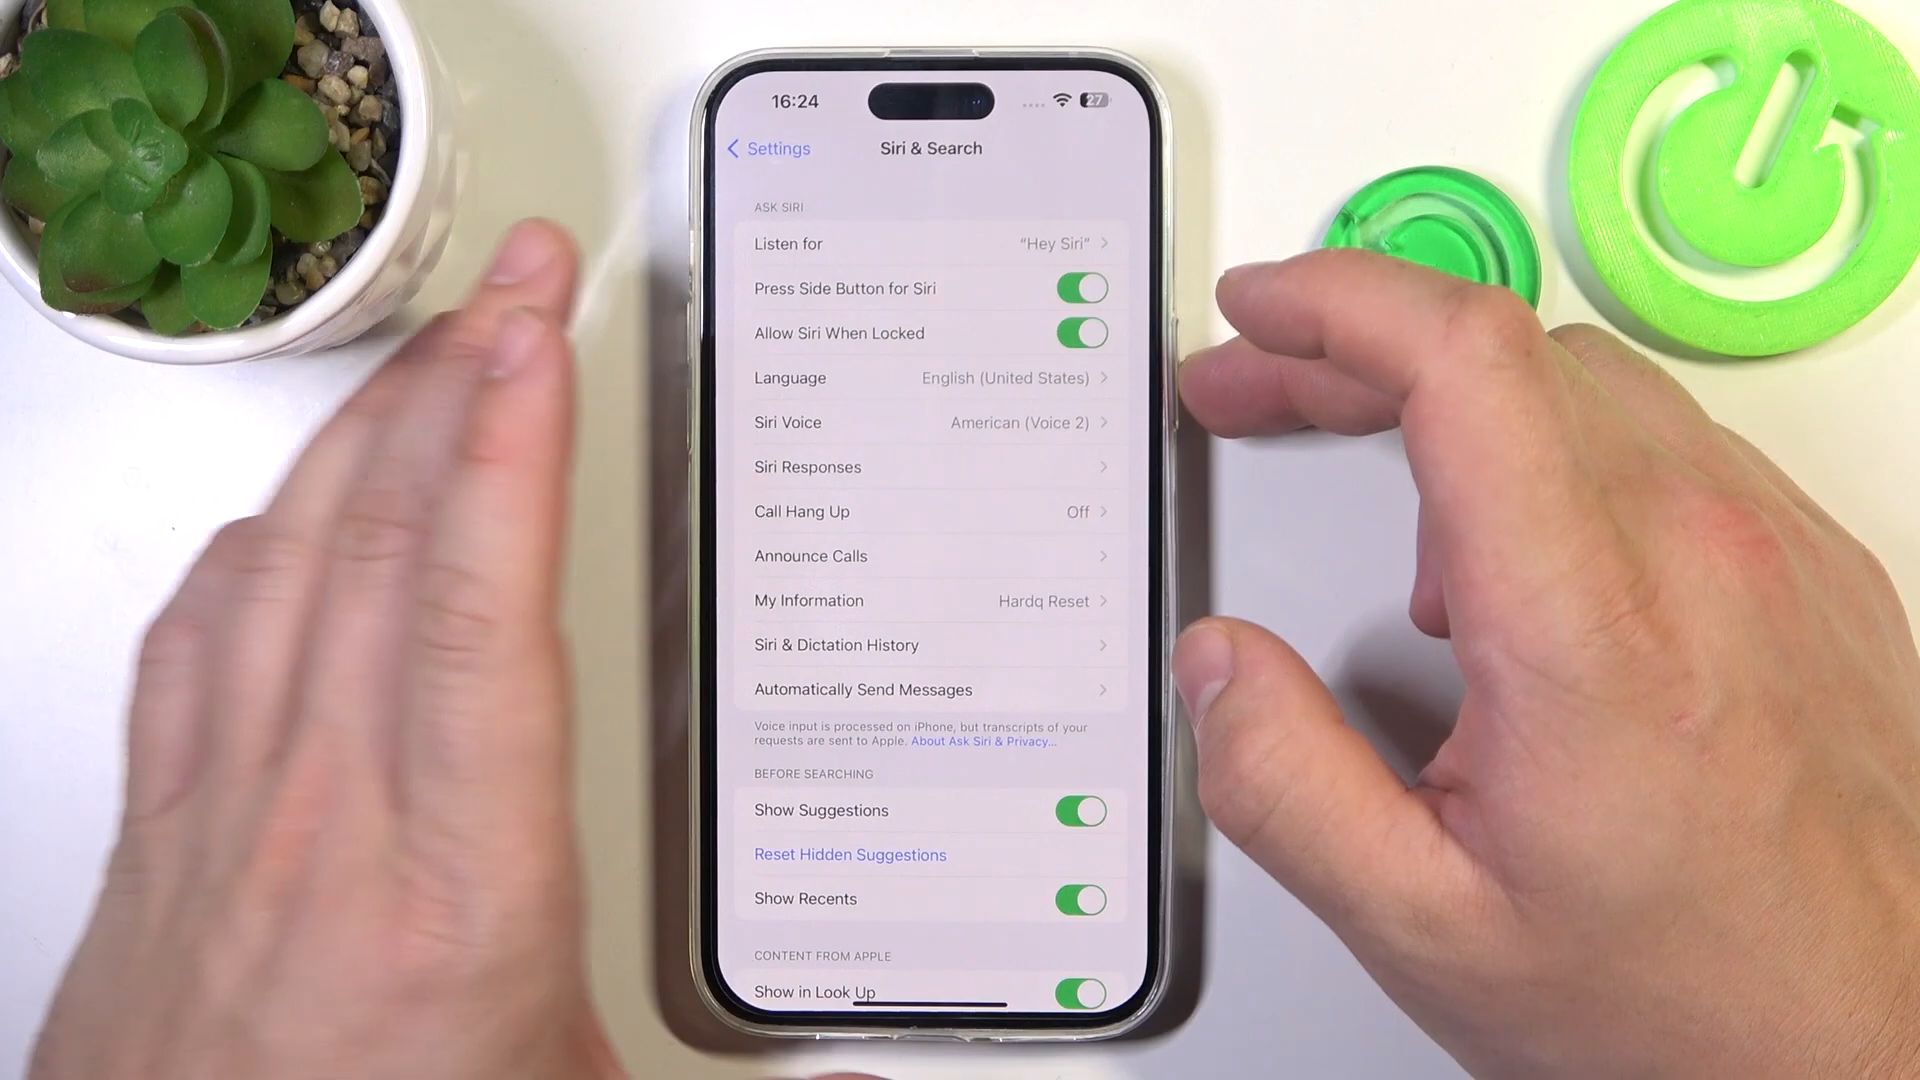 16:24
27
Settings
Siri & Search
ASK SIRI
Listen for “Hey Siri”
Press Side Button for Siri
Allow Siri When Locked
Language English (United States)
Siri Voice American (Voice 2)
Siri Responses
Call Hang Up Off
Announce Calls
My Information Hardq Reset
Siri & Dictation History
Automatically Send Messages
Voice input is processed on iPhone, but transcripts of your
requests are sent to Apple. About Ask Siri & Privacy...
BEFORE SEARCHING
Show Suggestions
Reset Hidden Suggestions
Show Recents
CONTENT FROM APPLE
Show in Look Up